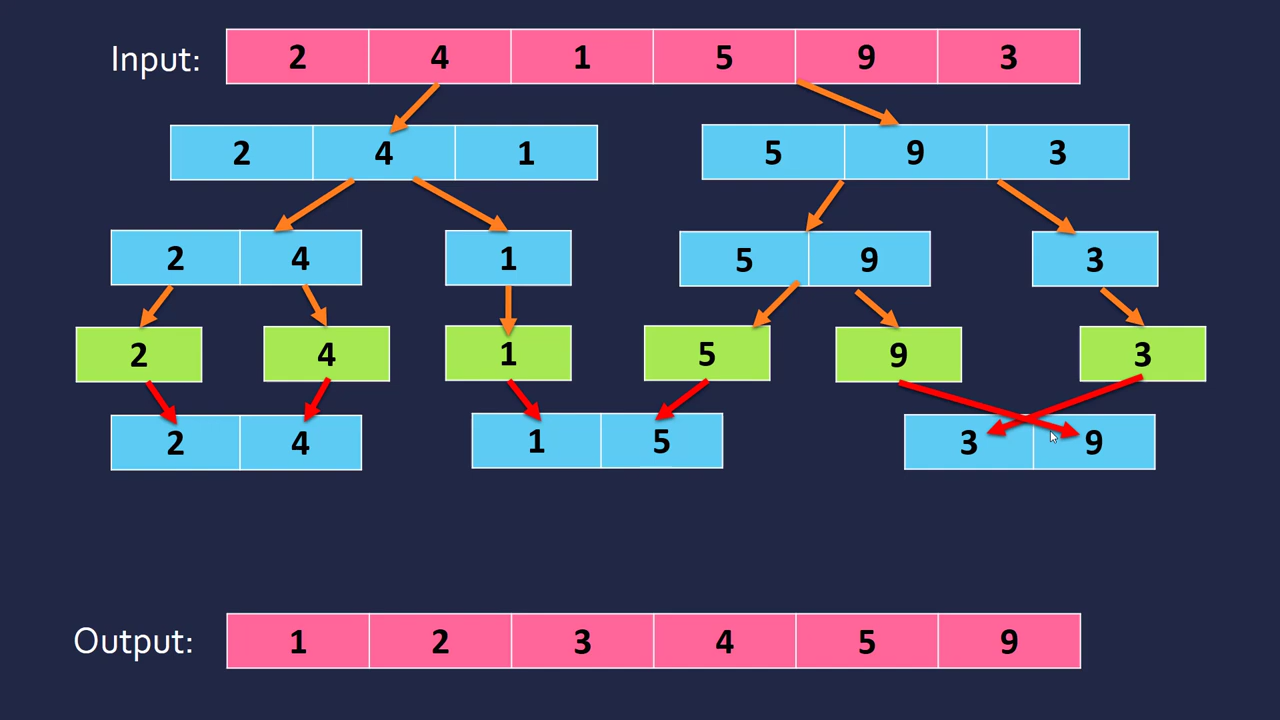 Input: 2 4 1 5 9 3
2 4 1 5 9 3
2 4 1 5 9 3
2 4 1 5 9 3
2 4 1 5 3 9
Output: 1 2 3 4 5 9